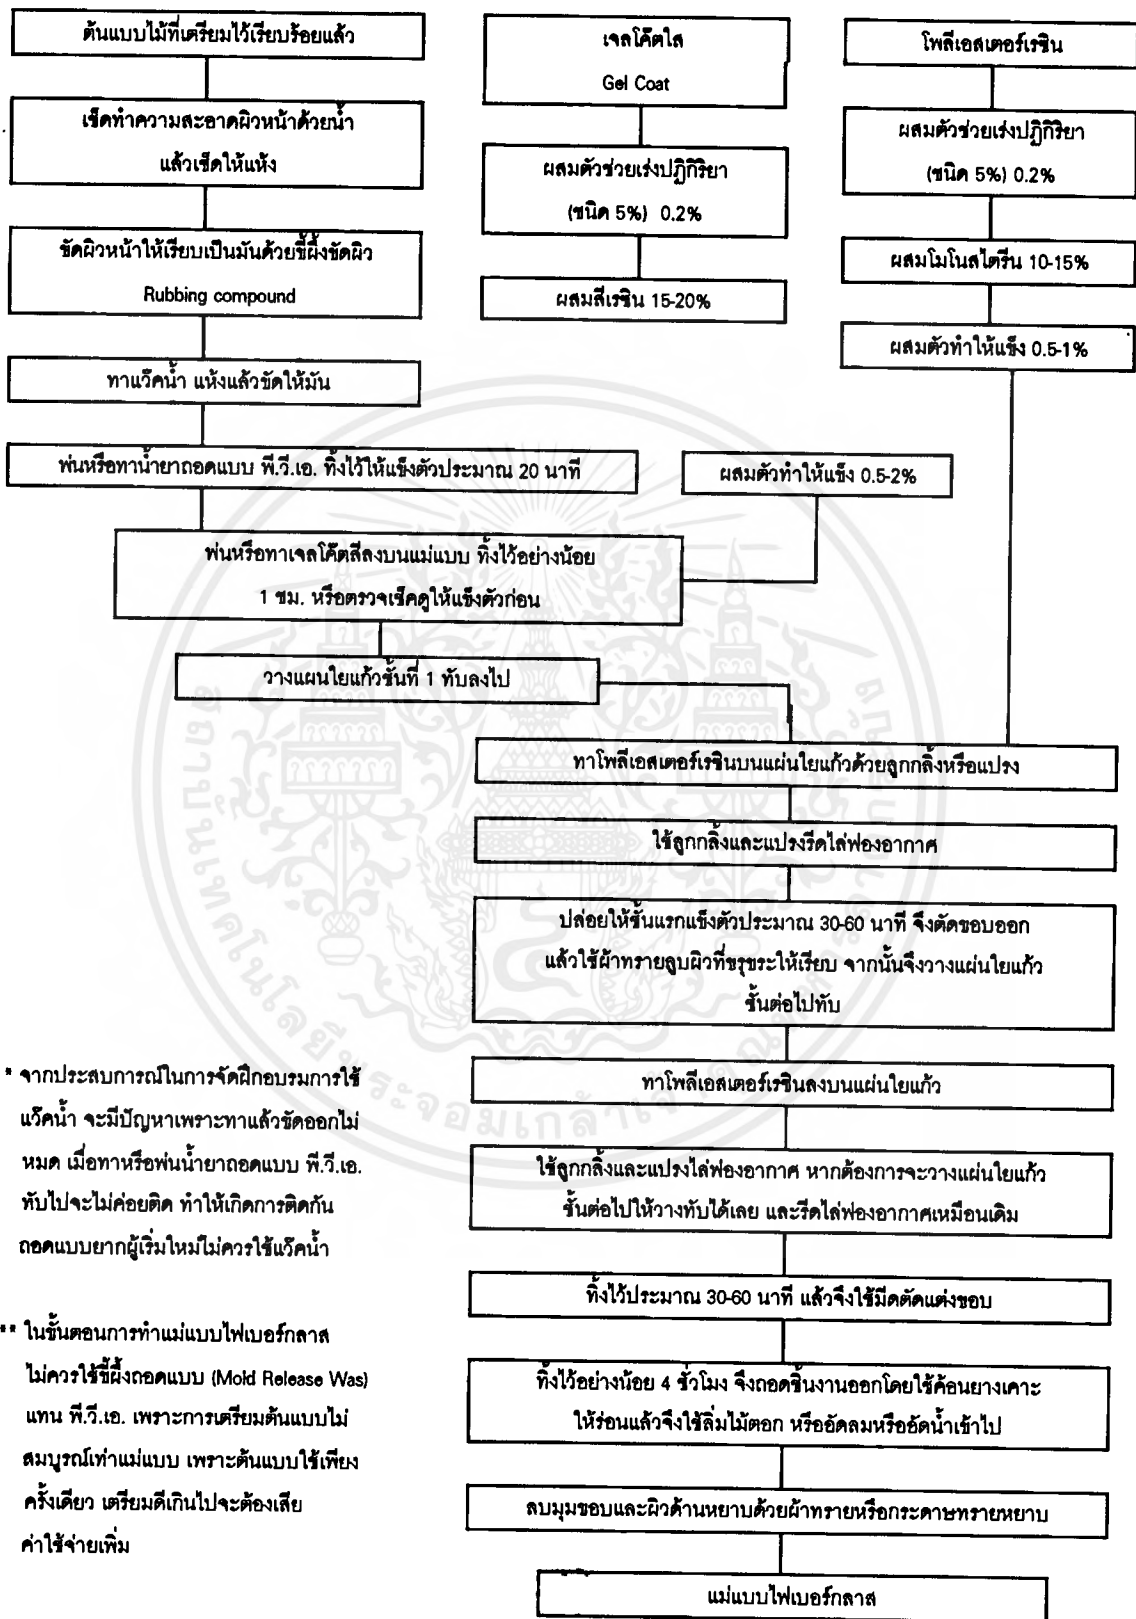 ต้นแบบไม้ที่เตรียมไว้เรียบร้อยแล้ว
เช็ดทำความสะอาดผิวหน้าด้วยน้ำ
แล้วเช็ดให้แห้ง
ขัดผิวหน้าให้เรียบเป็นมันด้วยขี้ผึ้งขัดผิว
Rubbing compound
ทาแว๊คน้ำ แห้งแล้วขัดให้มัน
พ่นหรือทาน้ำยาถอดแบบ พี.วี.เอ. ทิ้งไว้ให้แข็งตัวประมาณ 20 นาที
เจลโค๊ตใส
Gel Coat
ผสมตัวช่วยเร่งปฏิกิริยา
(ชนิด 5%) 0.2%
ผสมสีเรซิน 15-20%
ผสมตัวทำให้แข็ง 0.5-2%
โพลีเอสเตอร์เรซิน
ผสมตัวช่วยเร่งปฏิกิริยา
(ชนิด 5%) 0.2%
ผสมโมโนสไตรีน 10-15%
ผสมตัวทำให้แข็ง 0.5-1%
พ่นหรือทาเจลโค๊ตสีลงบนแม่แบบ ทิ้งไว้อย่างน้อย
1 ชม. หรือตรวจเช็คดูให้แข็งตัวก่อน
วางแผ่นใยแก้วชั้นที่ 1 ทับลงไป
ทาโพลีเอสเตอร์เรซินบนแผ่นใยแก้วด้วยลูกกลิ้งหรือแปรง
ใช้ลูกกลิ้งและแปรงรีดไล่ฟองอากาศ
ปล่อยให้ชั้นแรกแข็งตัวประมาณ 30-60 นาที จึงตัดขอบออก
แล้วใช้ผ้าทรายลูบผิวที่ขรุขระให้เรียบ จากนั้นจึงวางแผ่นใยแก้ว
ชั้นต่อไปทับ
ทาโพลีเอสเตอร์เรซินลงบนแผ่นใยแก้ว
ใช้ลูกกลิ้งและแปรงไล่ฟองอากาศ หากต้องการจะวางแผ่นใยแก้ว
ชั้นต่อไปให้วางทับได้เลย และรีดไล่ฟองอากาศเหมือนเดิม
ทิ้งไว้ประมาณ 30-60 นาที แล้วจึงใช้มีดตัดแต่งขอบ
ทิ้งไว้อย่างน้อย 4 ชั่วโมง จึงถอดชิ้นงานออกโดยใช้ค้อนยางเคาะ
ให้ร่อนแล้วจึงใช้ลิ่มไม้ตอก หรืออัดลมหรืออัดน้ำเข้าไป
ลบมุมขอบและผิวด้านหยาบด้วยผ้าทรายหรือกระดาษทรายหยาบ
แม่แบบไฟเบอร์กลาส
* จากประสบการณ์ในการจัดฝึกอบรมการใช้
แว๊คน้ำ จะมีปัญหาเพราะทาแล้วขัดออกไม่
หมด เมื่อทาหรือพ่นน้ำยาถอดแบบ พี.วี.เอ.
ทับไปจะไม่ค่อยติด ทำให้เกิดการติดกัน
ถอดแบบยากผู้เริ่มใหม่ไม่ควรใช้แว๊คน้ำ
** ในขั้นตอนการทำแม่แบบไฟเบอร์กลาส
ไม่ควรใช้ขี้ผึ้งถอดแบบ (Mold Release Was)
แทน พี.วี.เอ. เพราะการเตรียมต้นแบบไม่
สมบูรณ์เท่าแม่แบบ เพราะต้นแบบใช้เพียง
ครั้งเดียว เตรียมดีเกินไปจะต้องเสีย
ค่าใช้จ่ายเพิ่ม
สถาบันเทคโนโลยีพระจอมเกล้าเจ้าคุณทหารลาดกระบัง